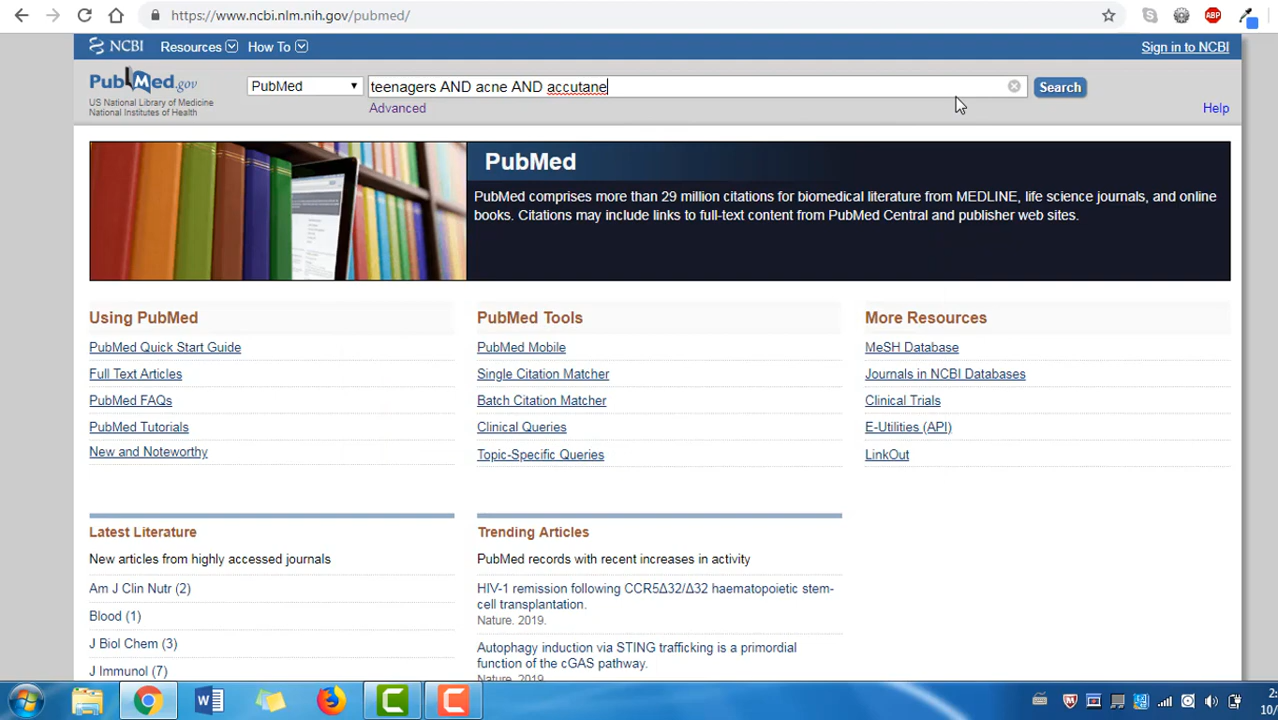 https://www.ncbi.nlm.nih.gov/pubmed/
ABP
NCBI Resources How To Sign in to NCBI
PubMed.gov
US National Library of Medicine
National Institutes of Health
PubMed teenagers AND acne AND accutane Search
Advanced Help
PubMed
PubMed comprises more than 29 million citations for biomedical literature from MEDLINE, life science journals, and online
books. Citations may include links to full-text content from PubMed Central and publisher web sites.
Using PubMed
PubMed Quick Start Guide
Full Text Articles
PubMed FAQs
PubMed Tutorials
New and Noteworthy
PubMed Tools
PubMed Mobile
Single Citation Matcher
Batch Citation Matcher
Clinical Queries
Topic-Specific Queries
More Resources
MeSH Database
Journals in NCBI Databases
Clinical Trials
E-Utilities (API)
LinkOut
Latest Literature
New articles from highly accessed journals
Am J Clin Nutr (2)
Blood (1)
J Biol Chem (3)
J Immunol (7)
Trending Articles
PubMed records with recent increases in activity
HIV-1 remission following CCR5Δ32/Δ32 haematopoietic stem-
cell transplantation.
Nature. 2019.
Autophagy induction via STING trafficking is a primordial
function of the cGAS pathway.
Nature. 2019.
2:
10/